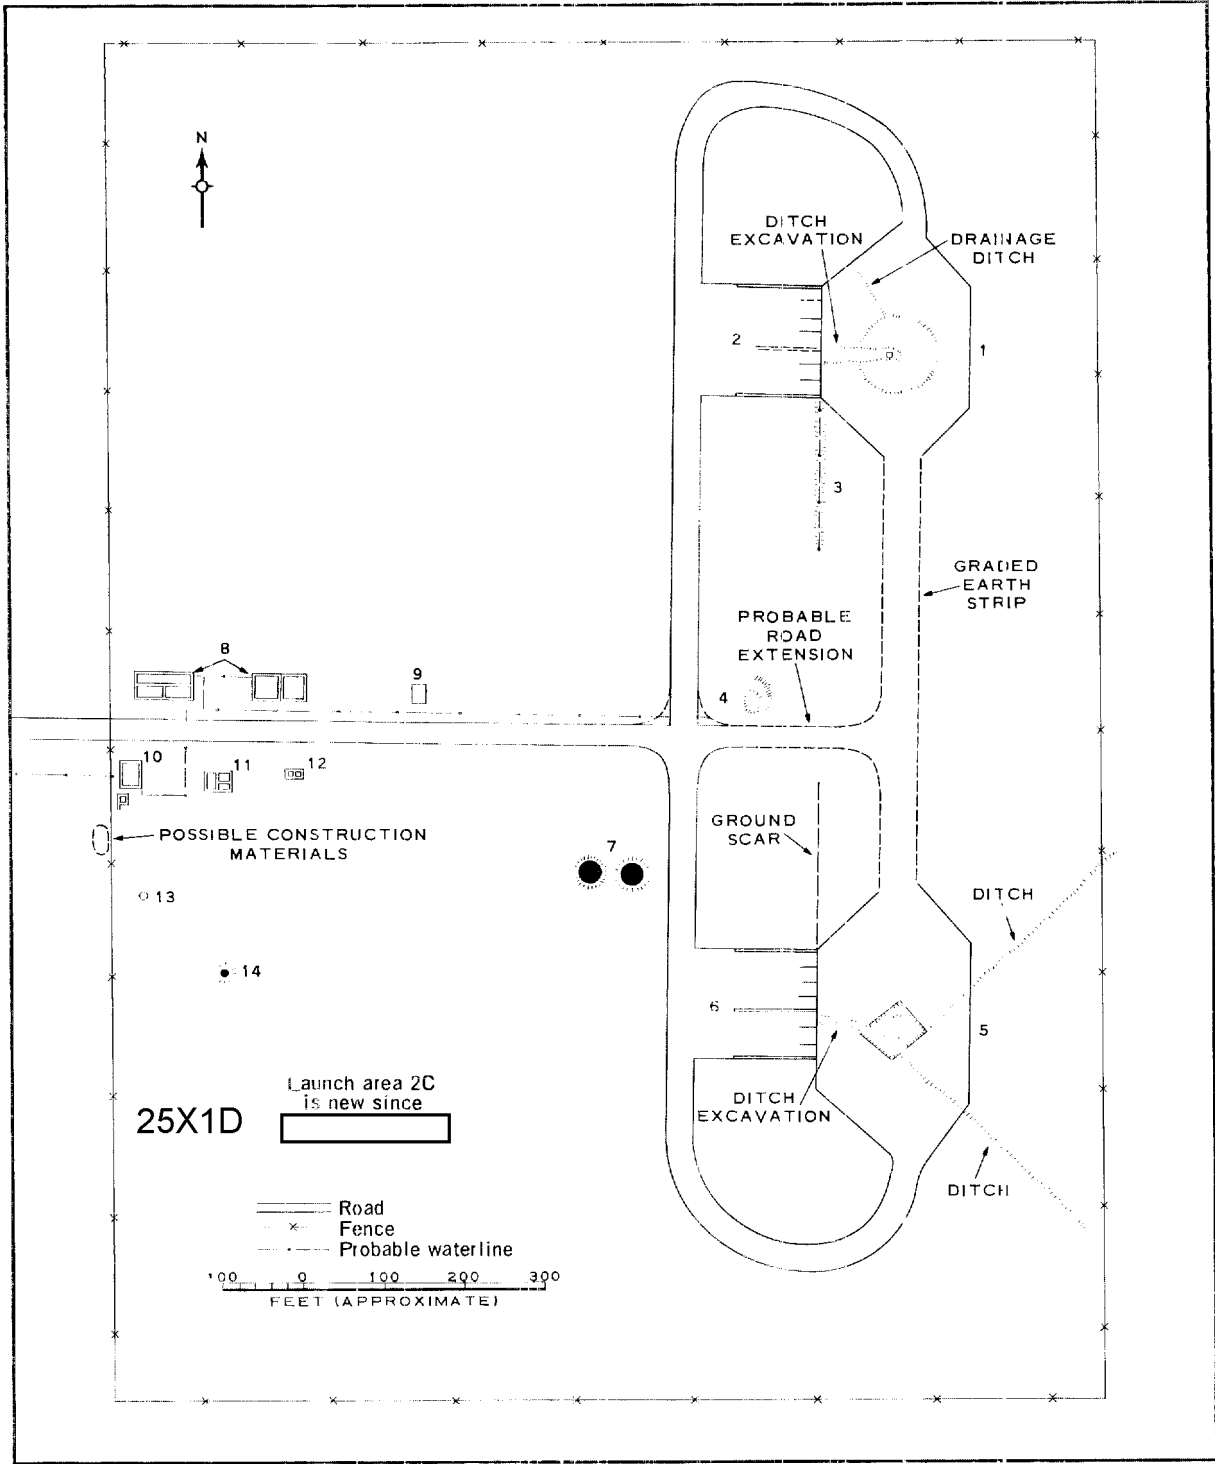 N
DITCH
EXCAVATION
DRAINAGE
DITCH
2
1
3
GRADED
EARTH
STRIP
PROBABLE
ROAD
EXTENSION
8
9
4
10
11
12
POSSIBLE CONSTRUCTION
MATERIALS
GROUND
SCAR
7
13
DITCH
14
6
5
Launch area 2C
is new since
25X1D
DITCH
EXCAVATION
DITCH
Road
Fence
Probable waterline
100 0 100 200 300
FEET (APPROXIMATE)